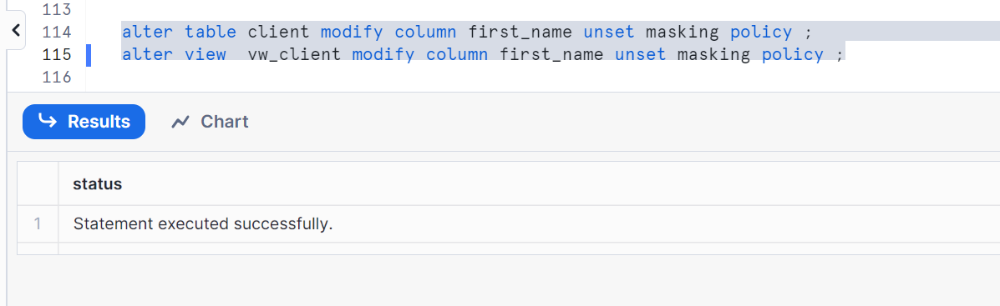 113
114 alter table client modify column first_name unset masking policy ;
115 alter view  vw_client modify column first_name unset masking policy ;
116
Results Chart
status
1 Statement executed successfully.